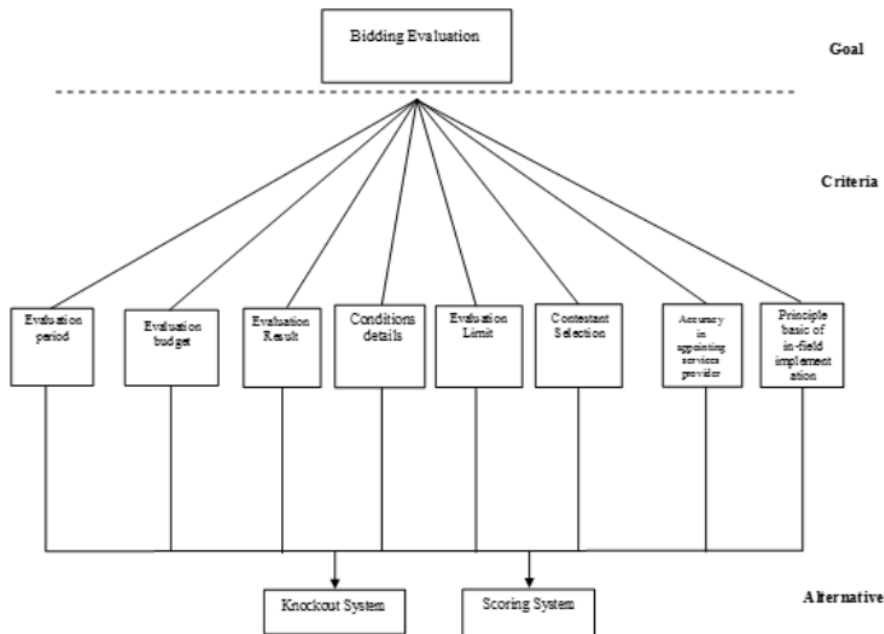 Bidding Evaluation
Goal
Criteria
Evaluation
period
Evaluation
budget
Evaluation
Result
Conditions
details
Evaluation
Limit
Contestant
Selection
Accuracy
in
appointing
services
provider
Principle
basic of
in-field
implement
ation
Knockout System
Scoring System
Alternative